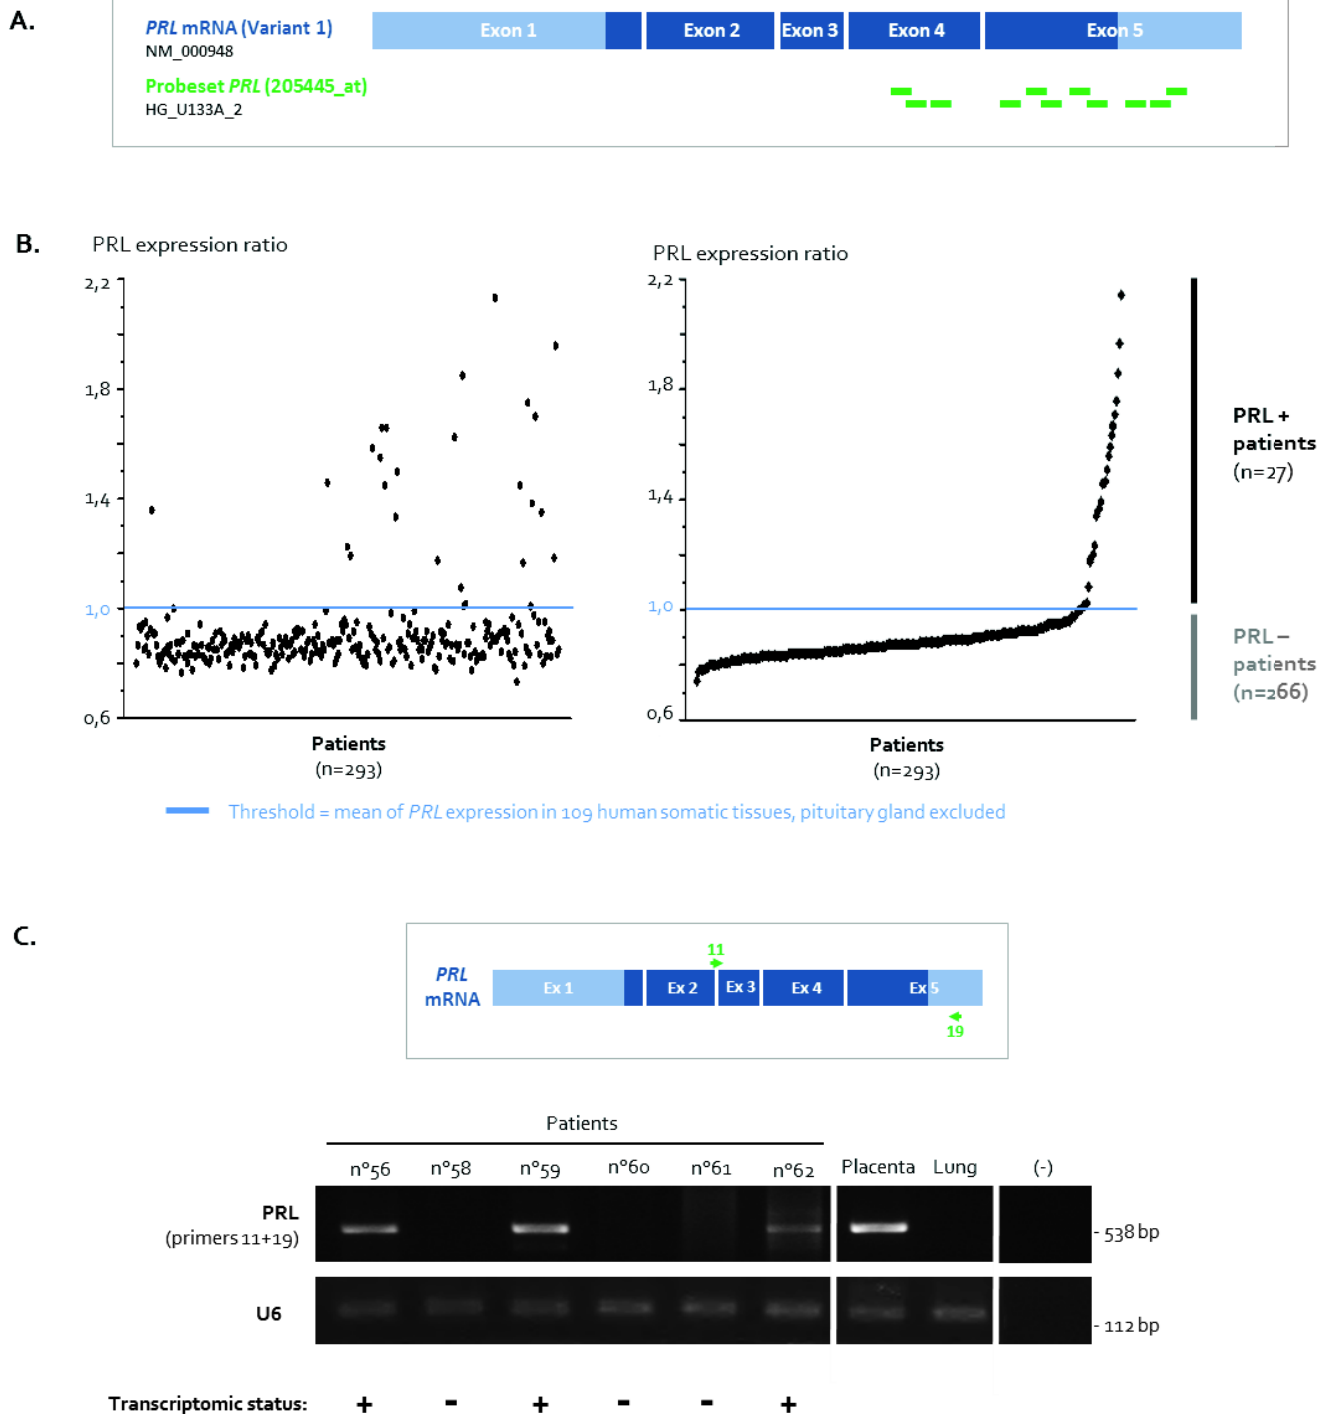 A.
PRL mRNA (Variant 1)
NM_000948
Exon 1 Exon 2 Exon 3 Exon 4 Exon 5
Probeset PRL (205445_at)
HG_U133A_2
B.
PRL expression ratio
PRL expression ratio
2,2
1,8
1,4
1,0
0,6
2,2
1,8
1,4
1,0
0,6
Patients
(n=293)
Patients
(n=293)
PRL +
patients
(n=27)
PRL –
patients
(n=266)
Threshold = mean of PRL expression in 109 human somatic tissues, pituitary gland excluded
C.
11
PRL
mRNA
Ex 1 Ex 2 Ex 3 Ex 4 Ex 5
19
Patients
n°56 n°58 n°59 n°60 n°61 n°62 Placenta Lung (-)
PRL
(primers 11+19)
- 538 bp
U6
- 112 bp
Transcriptomic status: + - + - - +